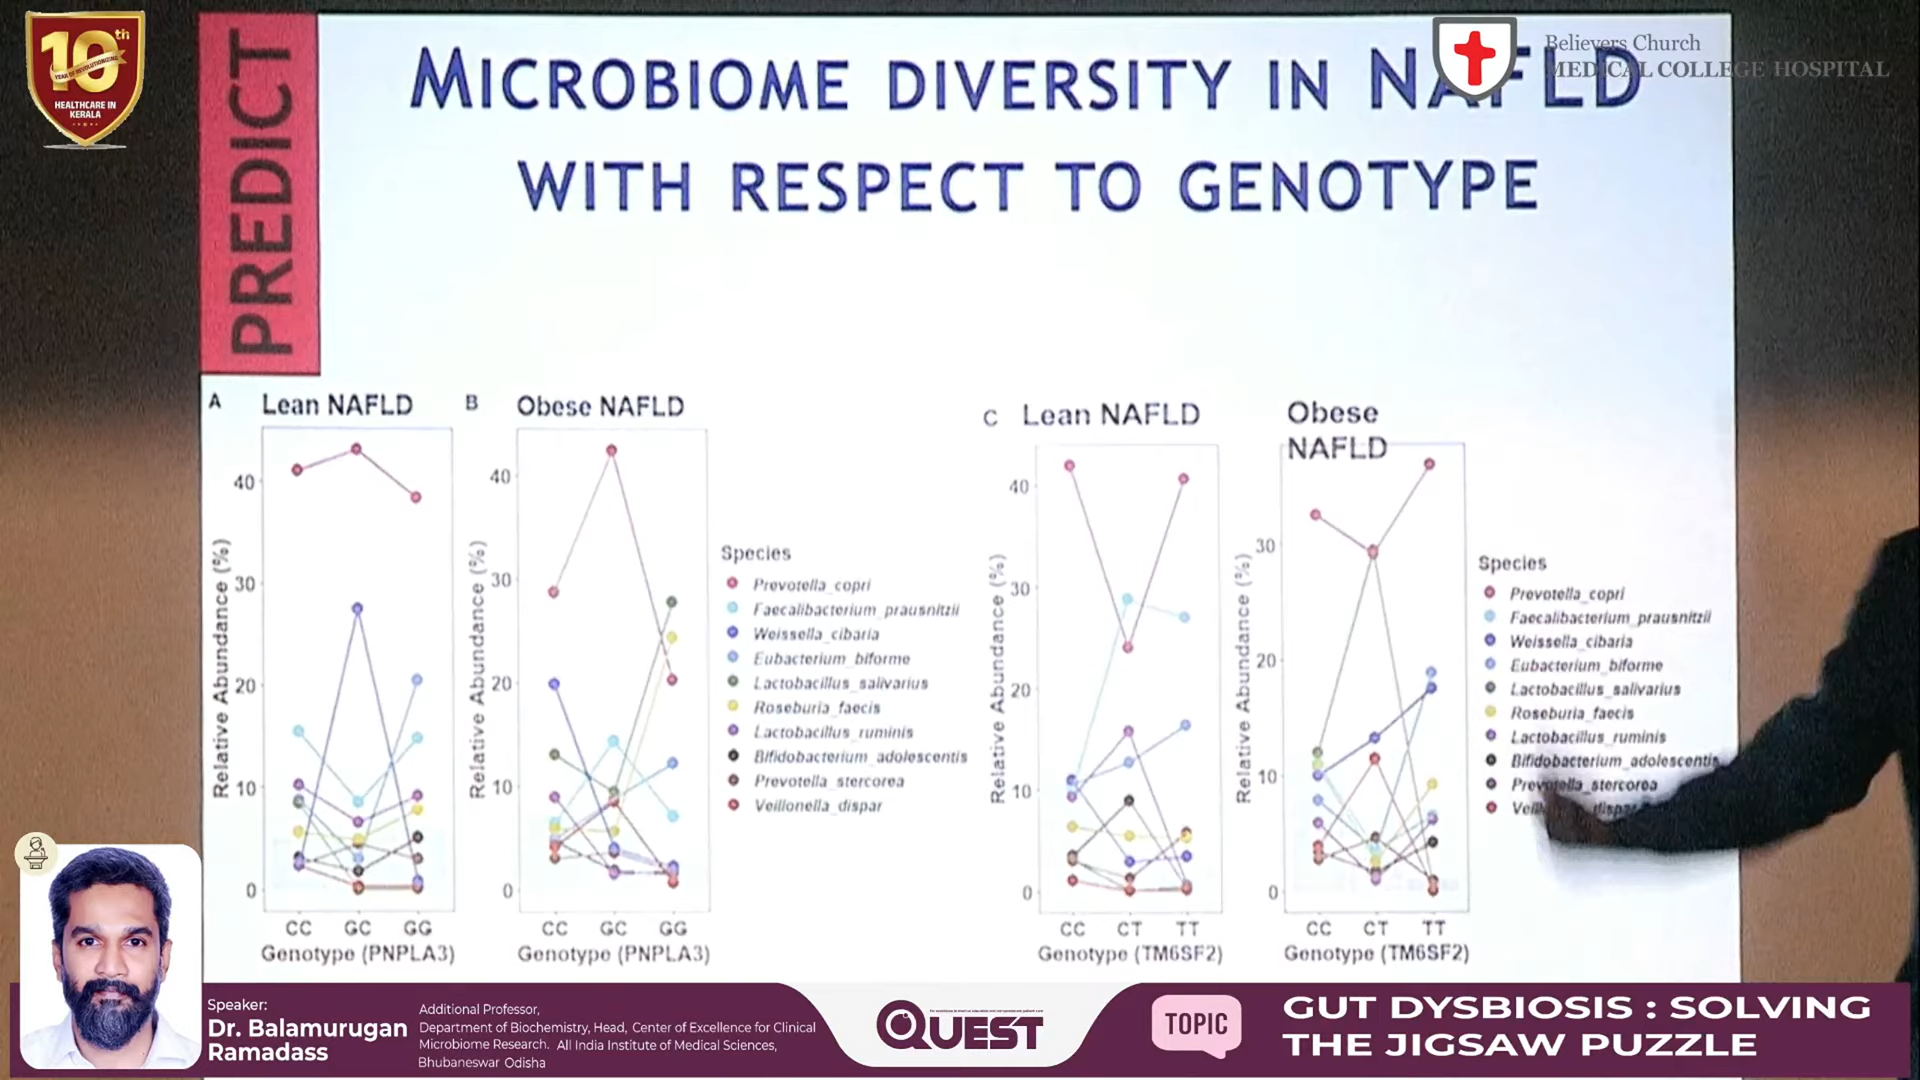 10th
YEAR OF REVOLUTIONIZING
HEALTHCARE IN
KERALA
PREDICT
MICROBIOME DIVERSITY IN NAFLD
WITH RESPECT TO GENOTYPE
Believers Church
MEDICAL COLLEGE HOSPITAL
A
Lean NAFLD
Relative Abundance (%)
40
30
20
10
0
CC GC GG
Genotype (PNPLA3)
B
Obese NAFLD
Relative Abundance (%)
40
30
20
10
0
CC GC GG
Genotype (PNPLA3)
Species
Prevotella_copri
Faecalibacterium_prausnitzii
Weissella_cibaria
Eubacterium_biforme
Lactobacillus_salivarius
Roseburia_faecis
Lactobacillus_ruminis
Bifidobacterium_adolescentis
Prevotella_stercorea
Veillonella_dispar
C
Lean NAFLD
Relative Abundance (%)
40
30
20
10
0
CC CT TT
Genotype (TM6SF2)
Obese
NAFLD
Relative Abundance (%)
30
20
10
0
CC CT TT
Genotype (TM6SF2)
Species
Prevotella_copri
Faecalibacterium_prausnitzii
Weissella_cibaria
Eubacterium_biforme
Lactobacillus_salivarius
Roseburia_faecis
Lactobacillus_ruminis
Bifidobacterium_adolescentis
Prevotella_stercorea
Speaker:
Dr. Balamurugan
Ramadass
Additional Professor,
Department of Biochemistry, Head, Center of Excellence for Clinical
Microbiome Research. All India Institute of Medical Sciences,
Bhubaneswar Odisha
QUEST
TOPIC
GUT DYSBIOSIS : SOLVING
THE JIGSAW PUZZLE